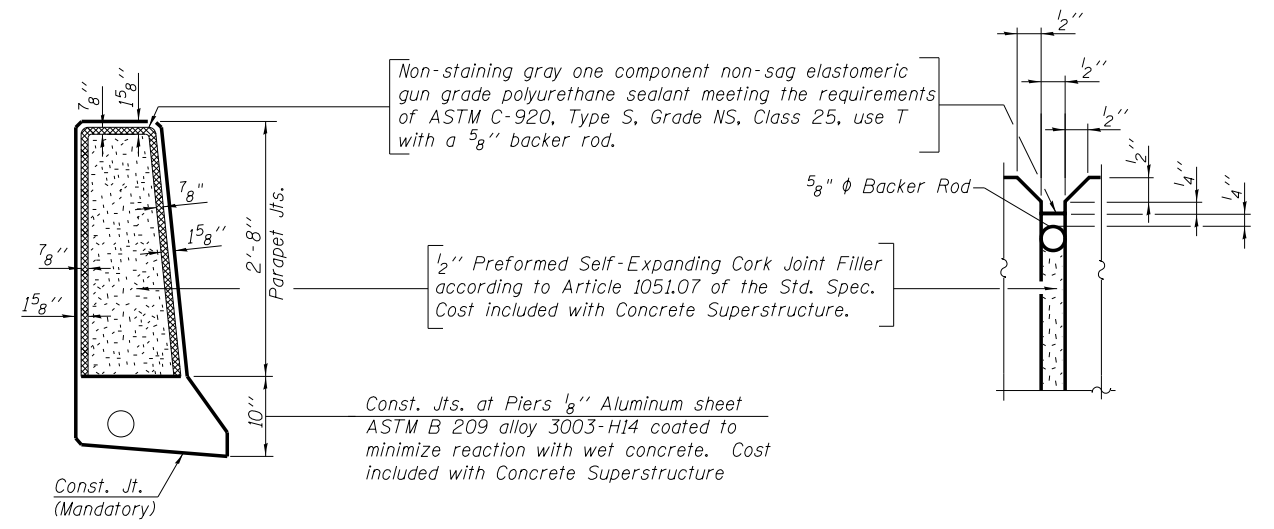 1/2''
Non-staining gray one component non-sag elastomeric
gun grade polyurethane sealant meeting the requirements
of ASTM C-920, Type S, Grade NS, Class 25, use T
with a 5/8'' backer rod.
7/8''
1 5/8''
1/2''
1/2''
1/2''
1/4''
1/4''
5/8" ϕ Backer Rod
7/8"
1 5/8''
2'-8''
Parapet Jts.
7/8''
1 5/8''
1/2'' Preformed Self-Expanding Cork Joint Filler
according to Article 1051.07 of the Std. Spec.
Cost included with Concrete Superstructure.
10''
Const. Jts. at Piers 1/8'' Aluminum sheet
ASTM B 209 alloy 3003-H14 coated to
minimize reaction with wet concrete. Cost
included with Concrete Superstructure
Const. Jt.
(Mandatory)